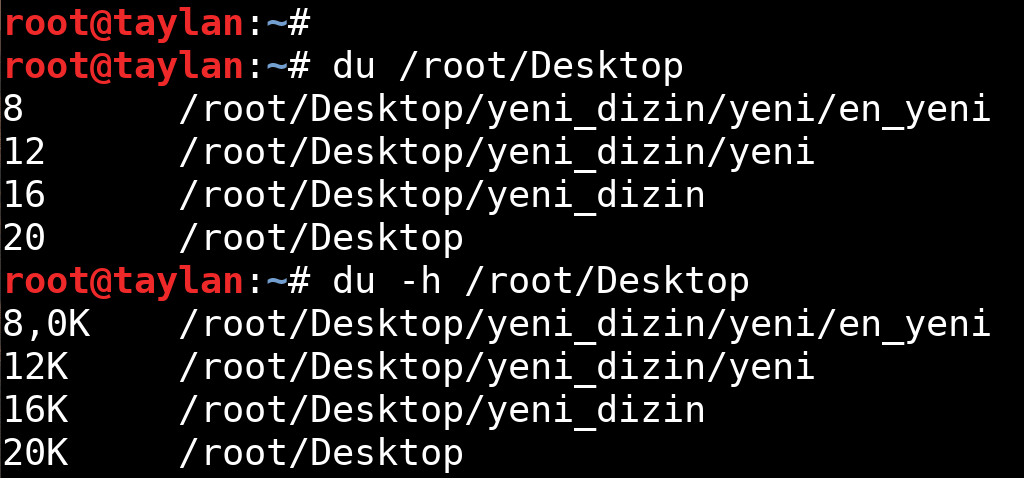 root@taylan:~#
root@taylan:~# du /root/Desktop
8       /root/Desktop/yeni_dizin/yeni/en_yeni
12      /root/Desktop/yeni_dizin/yeni
16      /root/Desktop/yeni_dizin
20      /root/Desktop
root@taylan:~# du -h /root/Desktop
8,0K    /root/Desktop/yeni_dizin/yeni/en_yeni
12K     /root/Desktop/yeni_dizin/yeni
16K     /root/Desktop/yeni_dizin
20K     /root/Desktop